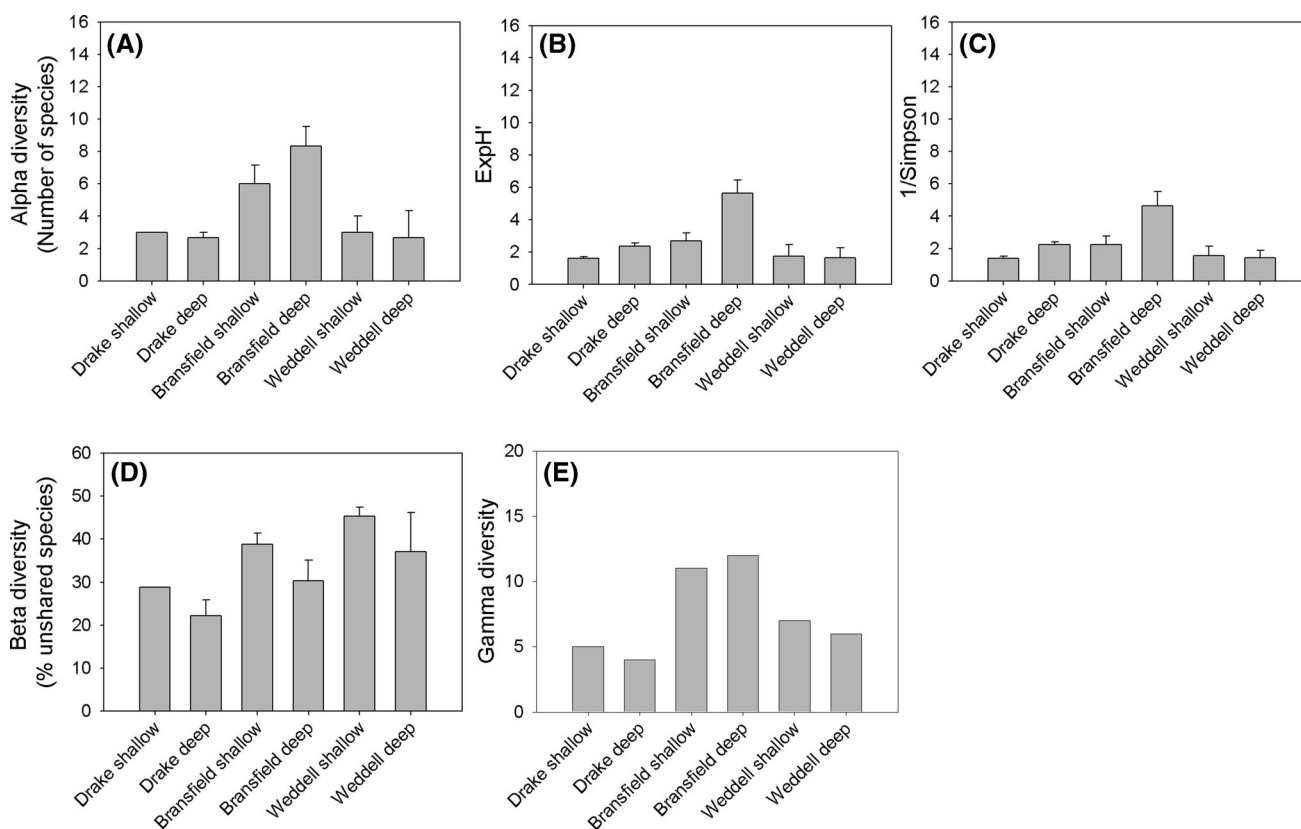 (A)
Alpha diversity
(Number of species)
16
14
12
10
8
6
4
2
0
Drake shallow
Drake deep
Bransfield shallow
Bransfield deep
Weddell shallow
Weddell deep
(B)
ExpH'
16
14
12
10
8
6
4
2
0
Drake shallow
Drake deep
Bransfield shallow
Bransfield deep
Weddell shallow
Weddell deep
(C)
1/Simpson
16
14
12
10
8
6
4
2
0
Drake shallow
Drake deep
Bransfield shallow
Bransfield deep
Weddell shallow
Weddell deep
(D)
Beta diversity
(% unshared species)
60
50
40
30
20
10
0
Drake shallow
Drake deep
Bransfield shallow
Bransfield deep
Weddell shallow
Weddell deep
(E)
Gamma diversity
20
15
10
5
0
Drake shallow
Drake deep
Bransfield shallow
Bransfield deep
Weddell shallow
Weddell deep